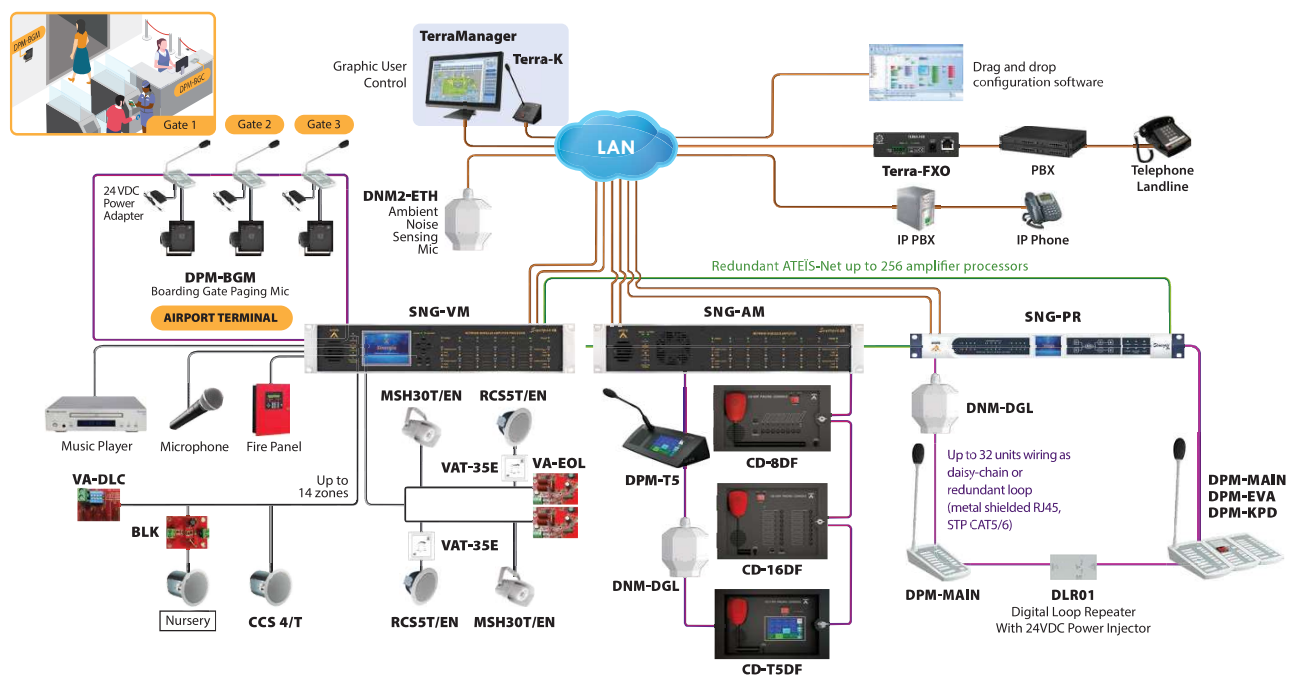 DPM-BGM
DPM-BGC
Gate 1
Gate 2
Gate 3
24 VDC
Power
Adapter
DPM-BGM
Boarding Gate Paging Mic
AIRPORT TERMINAL
TerraManager
Terra-K
Graphic User
Control
LAN
DNM2-ETH
Ambient
Noise
Sensing
Mic
Drag and drop
configuration software
Terra-FXO
PBX
Telephone
Landline
IP PBX
IP Phone
Redundant ATEÏS-Net up to 256 amplifier processors
SNG-VM
SNG-AM
SNG-PR
Music Player
Microphone
Fire Panel
MSH30T/EN
RCS5T/EN
VAT-35E
VA-EOL
Up to
14 zones
VA-DLC
BLK
VAT-35E
Nursery
CCS 4/T
RCS5T/EN
MSH30T/EN
DPM-T5
DNM-DGL
CD-8DF
CD-16DF
CD-T5DF
DNM-DGL
Up to 32 units wiring as
daisy-chain or
redundant loop
(metal shielded RJ45,
STP CAT5/6)
DPM-MAIN
DPM-EVA
DPM-KPD
DPM-MAIN
DLR01
Digital Loop Repeater
With 24VDC Power Injector